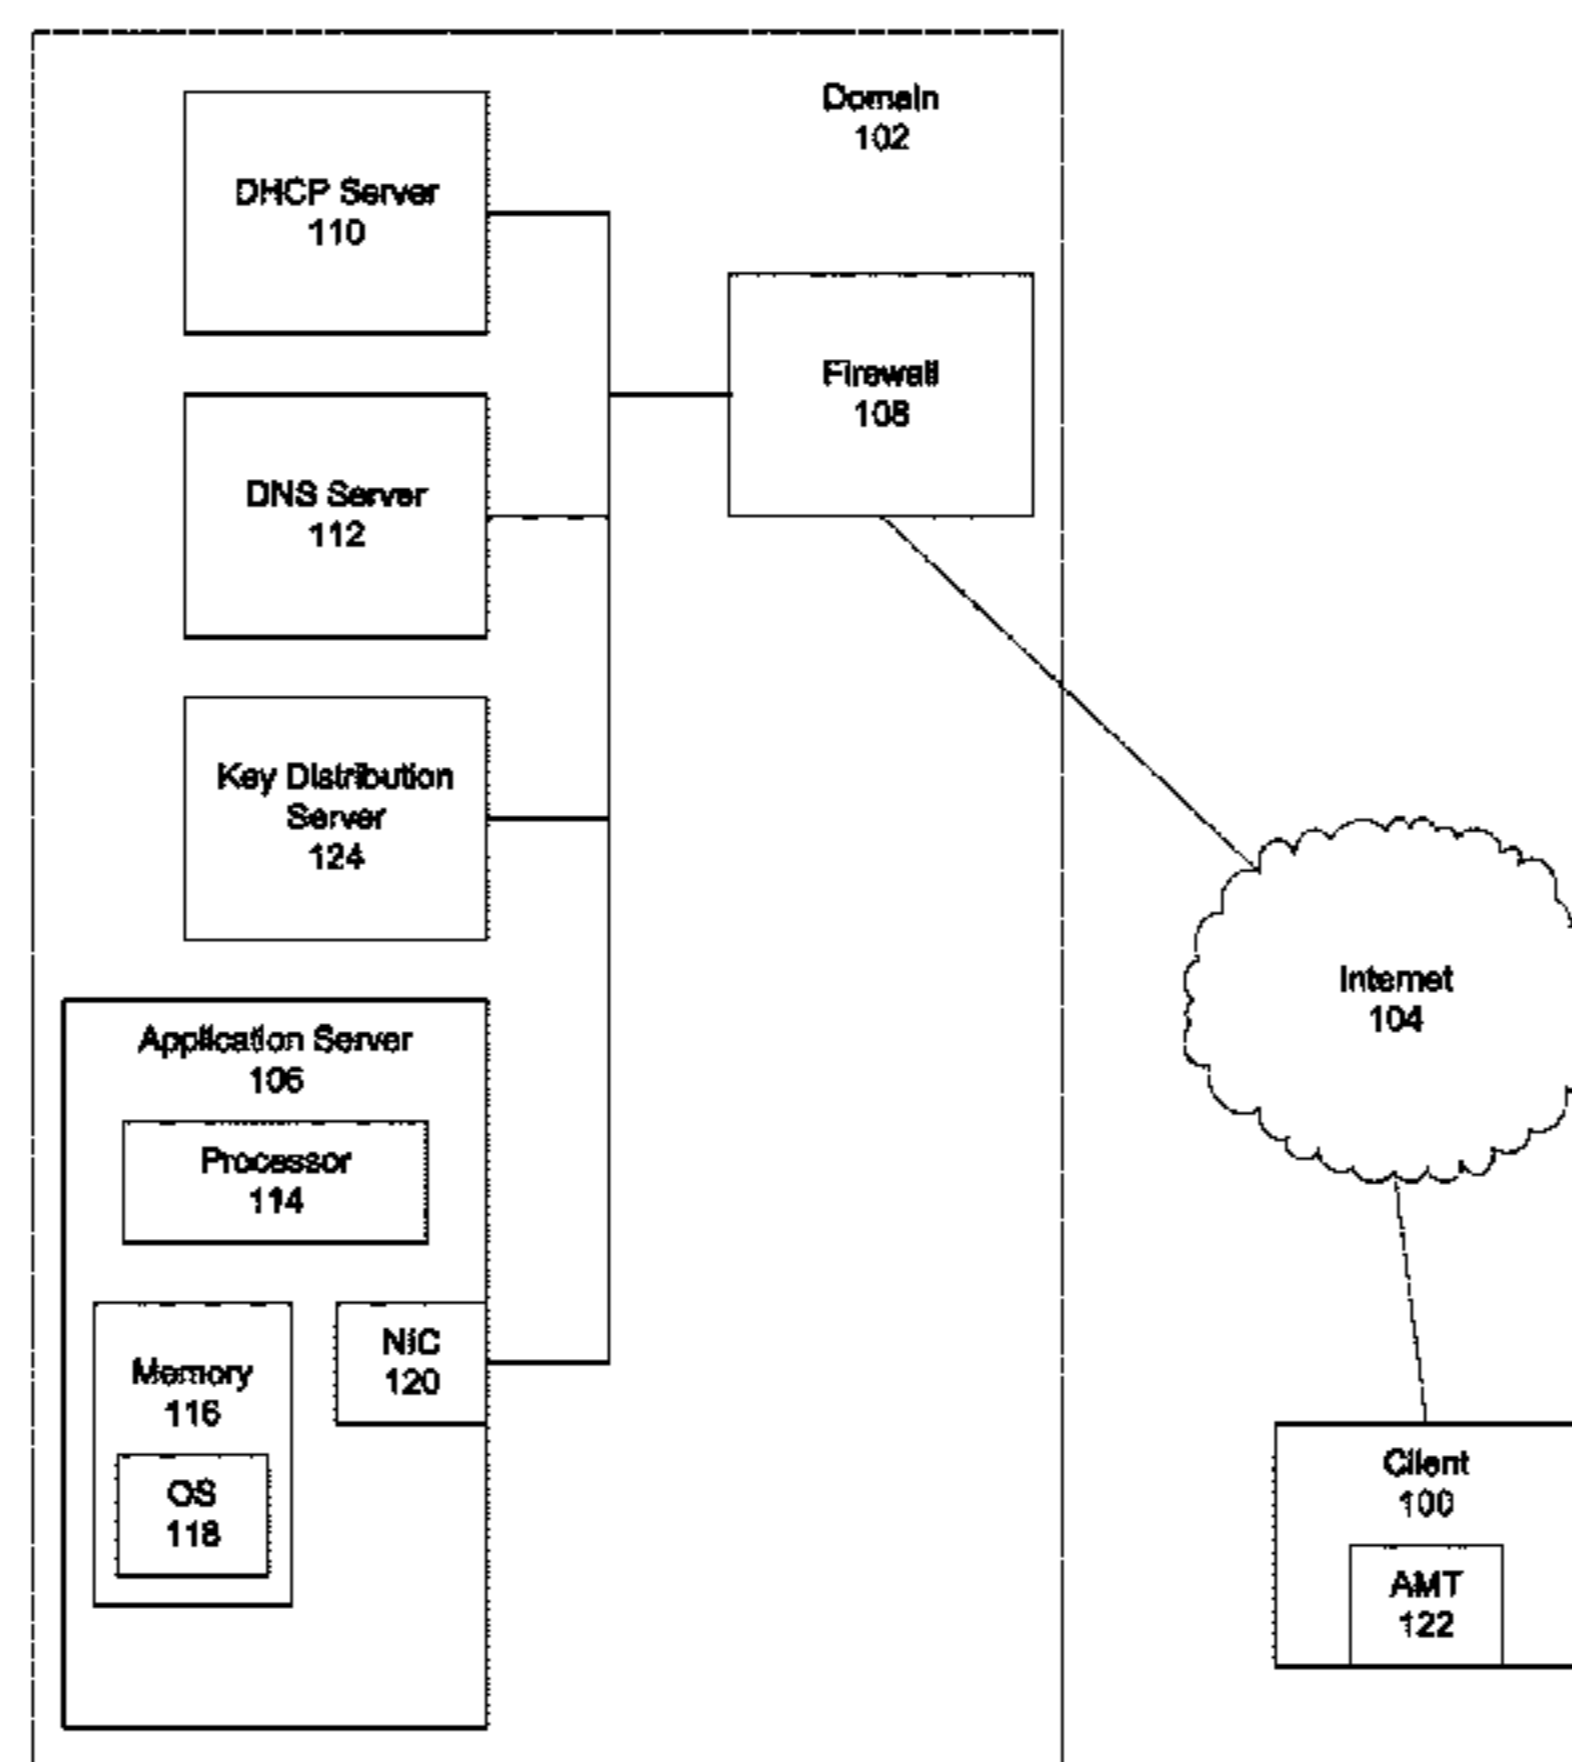 Domain
102
DHCP Server
110
Firewall
108
DNS Server
112
Key Distribution
Server
124
Internet
104
Application Server
106
Processor
114
NIC
120
Memory
116
OS
118
Client
100
AMT
122